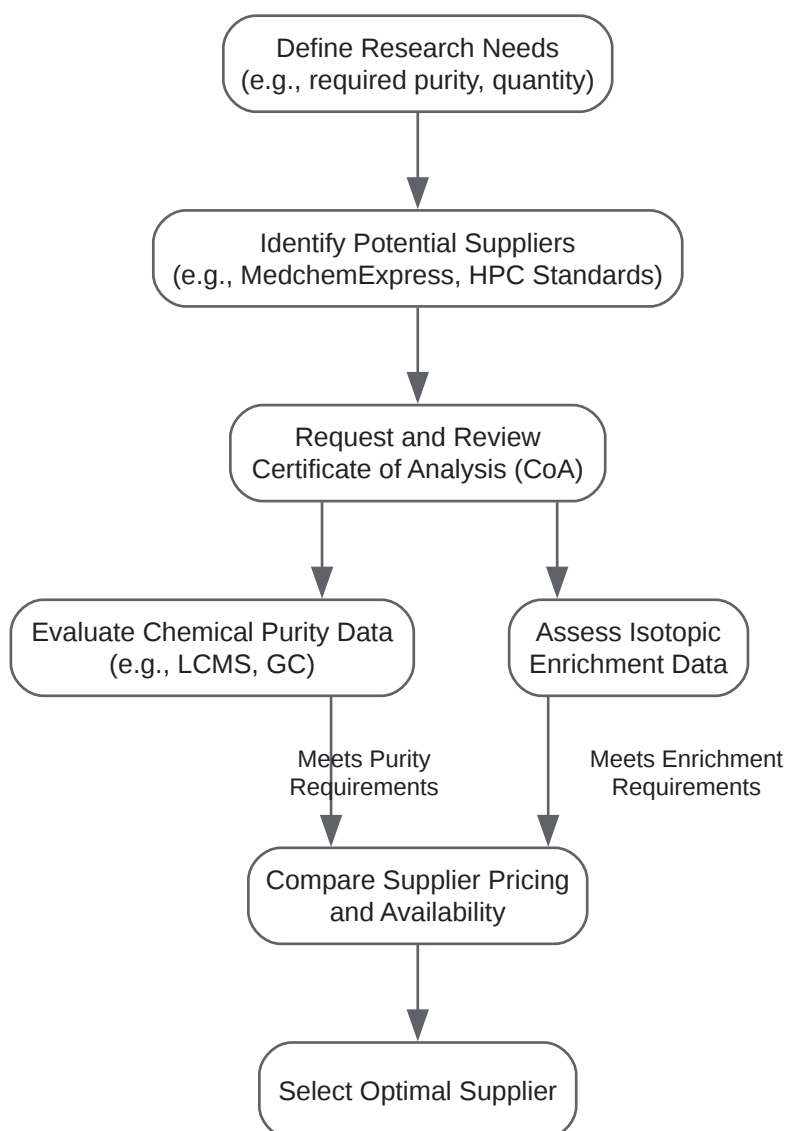 Define Research Needs
(e.g., required purity, quantity)
Identify Potential Suppliers
(e.g., MedchemExpress, HPC Standards)
Request and Review
Certificate of Analysis (CoA)
Evaluate Chemical Purity Data
(e.g., LCMS, GC)
Assess Isotopic
Enrichment Data
Meets Purity
Requirements
Meets Enrichment
Requirements
Compare Supplier Pricing
and Availability
Select Optimal Supplier